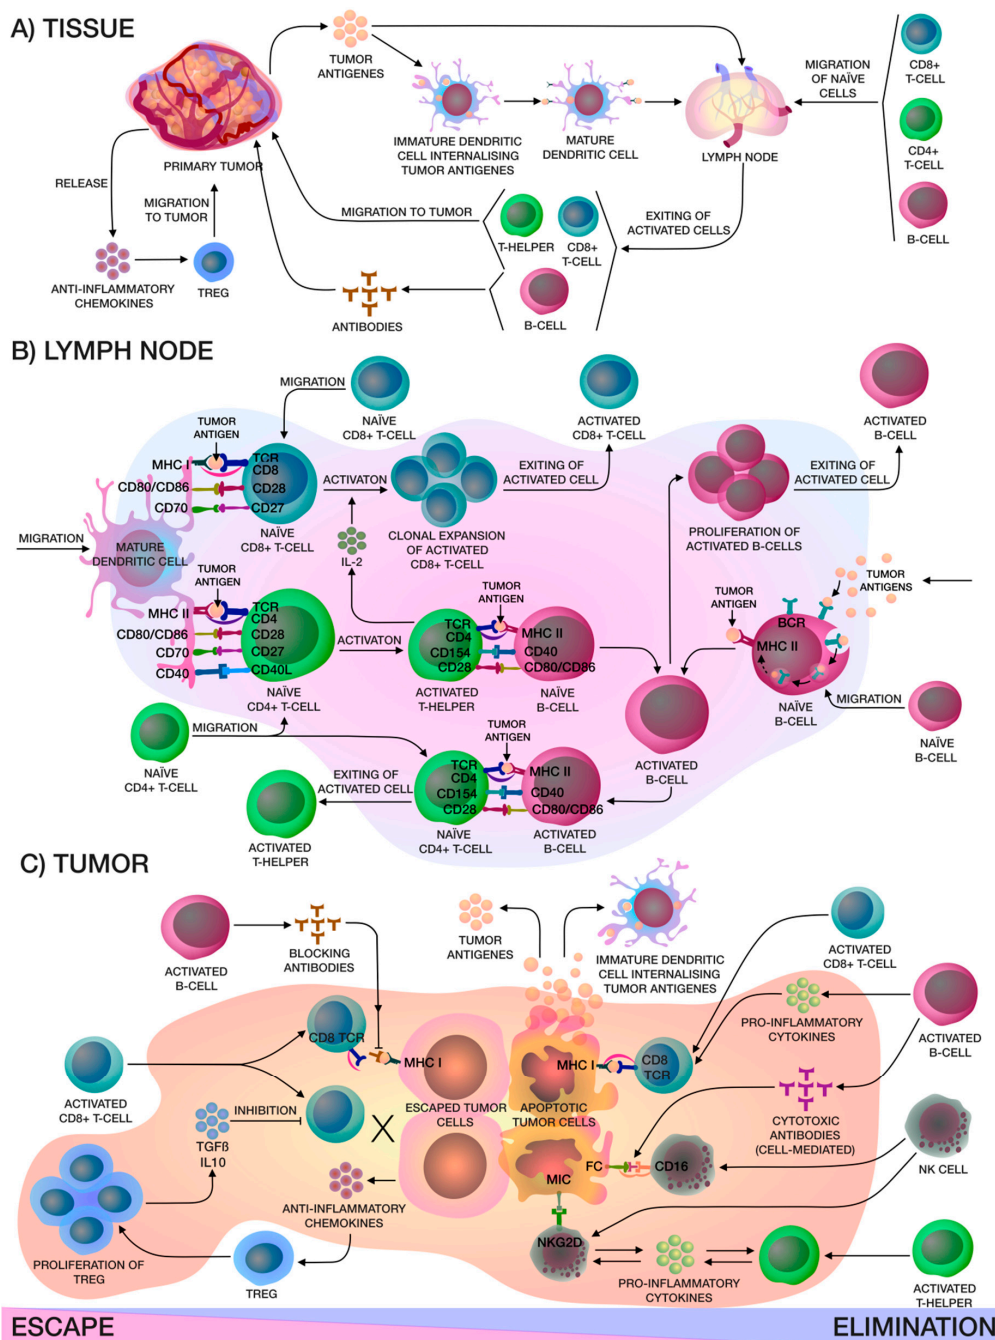 A) TISSUE
TUMOR
ANTIGENES
IMMATURE DENDRITIC
CELL INTERNALISING
TUMOR ANTIGENES
MATURE
DENDRITIC CELL
LYMPH NODE
MIGRATION
OF NAÏVE
CELLS
CD8+
T-CELL
CD4+
T-CELL
B-CELL
PRIMARY TUMOR
RELEASE
MIGRATION
TO TUMOR
ANTI-INFLAMMATORY
CHEMOKINES
TREG
MIGRATION TO TUMOR
T-HELPER
CD8+
T-CELL
B-CELL
EXITING OF
ACTIVATED CELLS
ANTIBODIES
B) LYMPH NODE
MIGRATION
NAÏVE
CD8+ T-CELL
ACTIVATED
CD8+ T-CELL
ACTIVATED
B-CELL
TUMOR
ANTIGEN
MHC I
TCR
CD8
CD80/CD86
CD28
CD70
CD27
NAÏVE
CD8+ T-CELL
ACTIVATON
CLONAL EXPANSION
OF ACTIVATED
CD8+ T-CELL
EXITING OF
ACTIVATED CELL
PROLIFERATION OF
ACTIVATED B-CELLS
EXITING OF
ACTIVATED CELL
MIGRATION
MATURE
DENDRITIC CELL
IL-2
TUMOR
ANTIGEN
MHC II
TCR
CD4
CD80/CD86
CD28
CD70
CD27
CD40
CD40L
NAÏVE
CD4+ T-CELL
ACTIVATON
TUMOR
ANTIGEN
TCR
CD4
MHC II
CD154
CD40
CD28
CD80/CD86
ACTIVATED
T-HELPER
NAÏVE
B-CELL
TUMOR
ANTIGENS
TUMOR
ANTIGEN
BCR
MHC II
NAÏVE
B-CELL
MIGRATION
NAÏVE
B-CELL
ACTIVATED
B-CELL
MIGRATION
NAÏVE
CD4+ T-CELL
EXITING OF
ACTIVATED CELL
ACTIVATED
T-HELPER
TUMOR
ANTIGEN
TCR
CD4
MHC II
CD154
CD40
CD28
CD80/CD86
NAÏVE
CD4+ T-CELL
ACTIVATED
B-CELL
C) TUMOR
ACTIVATED
B-CELL
BLOCKING
ANTIBODIES
TUMOR
ANTIGENES
IMMATURE DENDRITIC
CELL INTERNALISING
TUMOR ANTIGENES
ACTIVATED
CD8+ T-CELL
PRO-INFLAMMATORY
CYTOKINES
ACTIVATED
B-CELL
CD8 TCR
MHC I
ESCAPED TUMOR
CELLS
APOPTOTIC
TUMOR CELLS
MHC I
CD8
TCR
ACTIVATED
CD8+ T-CELL
INHIBITION
TGFß
IL10
CYTOTOXIC
ANTIBODIES
(CELL-MEDIATED)
NK CELL
FC
CD16
MIC
NKG2D
ANTI-INFLAMMATORY
CHEMOKINES
PROLIFERATION OF
TREG
TREG
PRO-INFLAMMATORY
CYTOKINES
ACTIVATED
T-HELPER
ESCAPE
ELIMINATION